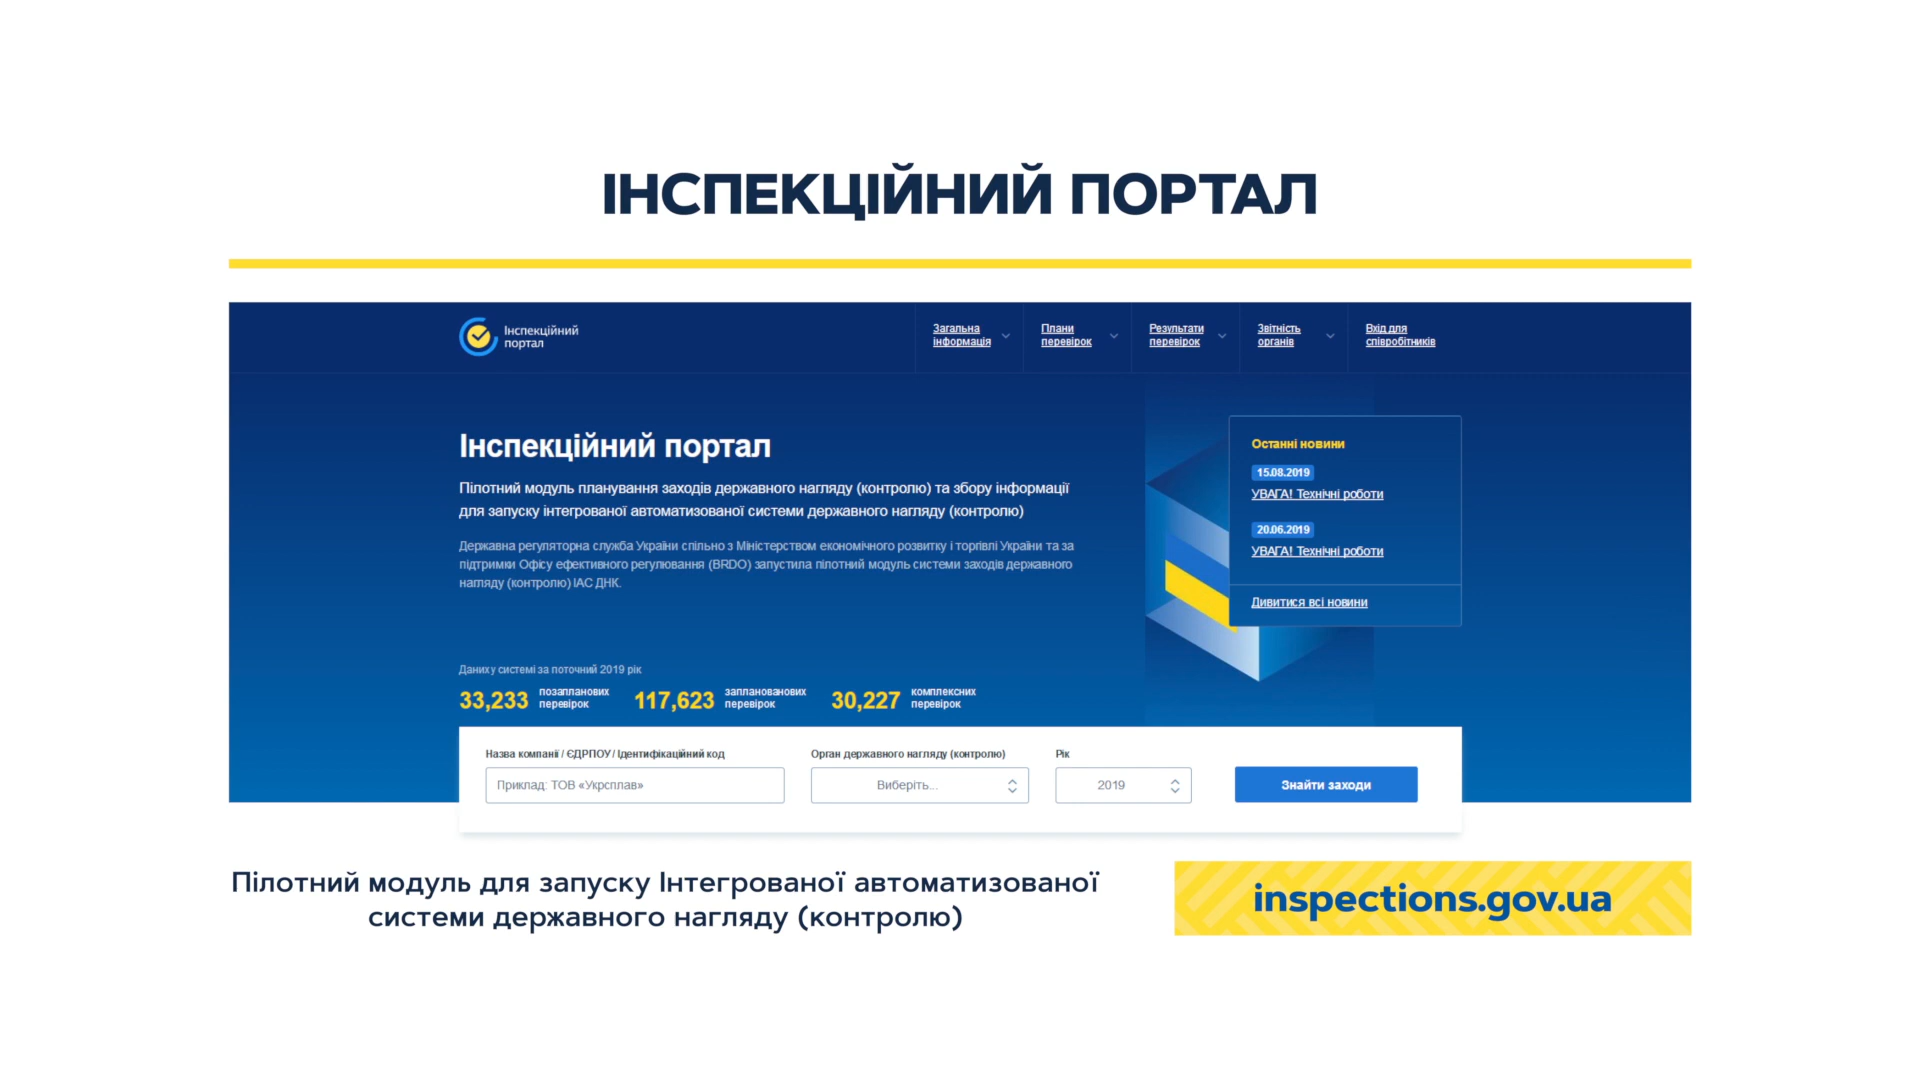 ІНСПЕКЦІЙНИЙ ПОРТАЛ
Інспекційний
портал
Загальна
інформація
Плани
перевірок
Результати
перевірок
Звітність
органів
Вхід для
співробітників
Інспекційний портал
Пілотний модуль планування заходів державного нагляду (контролю) та збору інформації
для запуску інтегрованої автоматизованої системи державного нагляду (контролю)
Державна регуляторна служба України спільно з Міністерством економічного розвитку і торгівлі України та за
підтримки Офісу ефективного регулювання (BRDO) запустила пілотний модуль системи заходів державного
нагляду (контролю) ІАС ДНК.
Останні новини
15.08.2019
УВАГА! Технічні роботи
20.06.2019
УВАГА! Технічні роботи
Дивитися всі новини
Даних у системі за поточний 2019 рік
33,233 позапланових перевірок
117,623 запланованих перевірок
30,227 комплексних перевірок
Назва компанії / ЄДРПОУ / Ідентифікаційний код
Приклад: ТОВ «Укрсплав»
Орган державного нагляду (контролю)
Виберіть...
Рік
2019
Знайти заходи
Пілотний модуль для запуску Інтегрованої автоматизованої
системи державного нагляду (контролю)
inspections.gov.ua